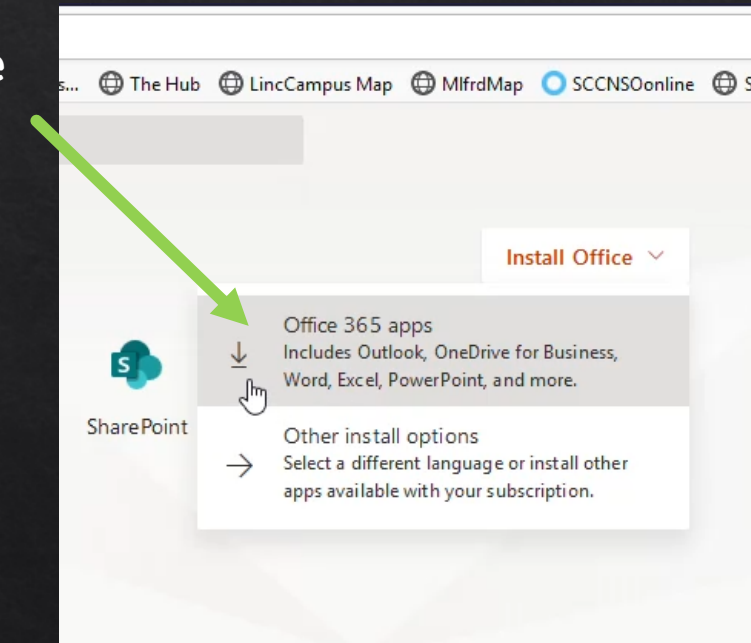 The Hub LincCampus Map MlfrdMap SCCNSOonline
Install Office
Office 365 apps
Includes Outlook, OneDrive for Business,
Word, Excel, PowerPoint, and more.
SharePoint
Other install options
Select a different language or install other
apps available with your subscription.